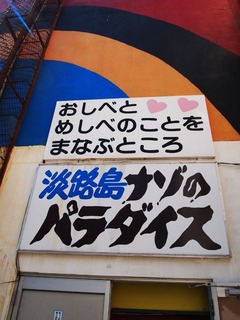 おしべと
めしべのことを
まなぶところ
淡路島ナゾの
パラダイス